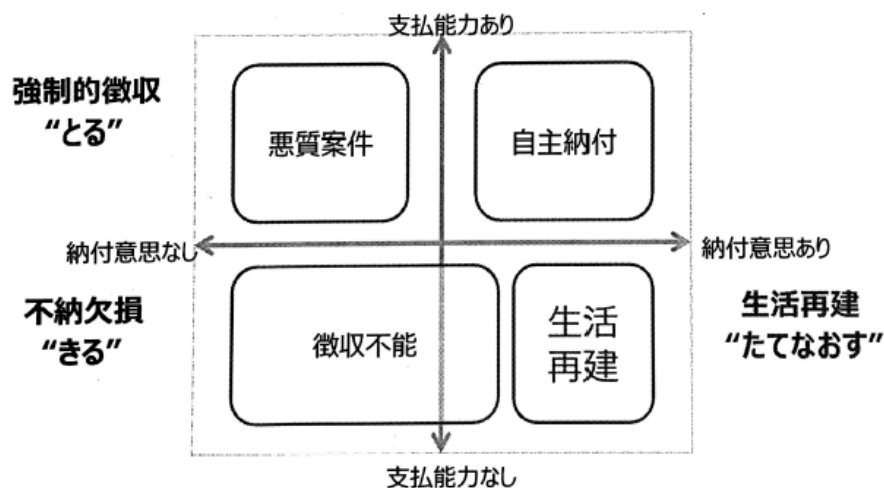 支払能力あり
強制的徴収
“とる”
悪質案件
自主納付
納付意思なし
納付意思あり
不納欠損
“きる”
徴収不能
生活
再建
生活再建
“たてなおす”
支払能力なし